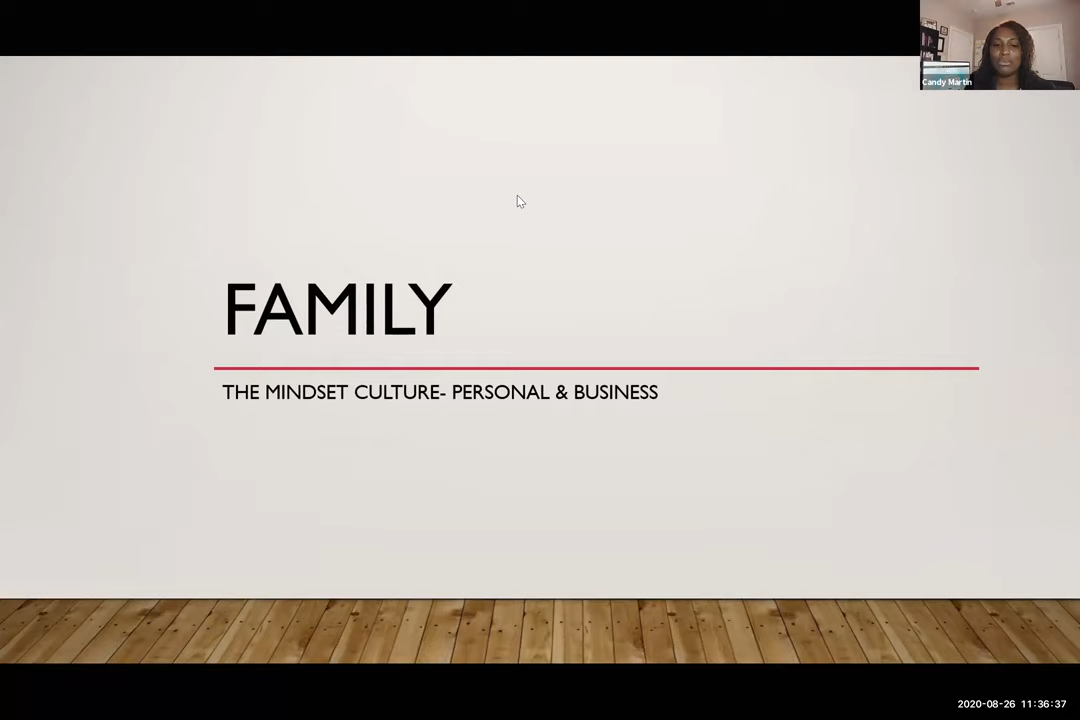 Candy Martin
FAMILY
THE MINDSET CULTURE- PERSONAL & BUSINESS
2020-08-26 11:36:37